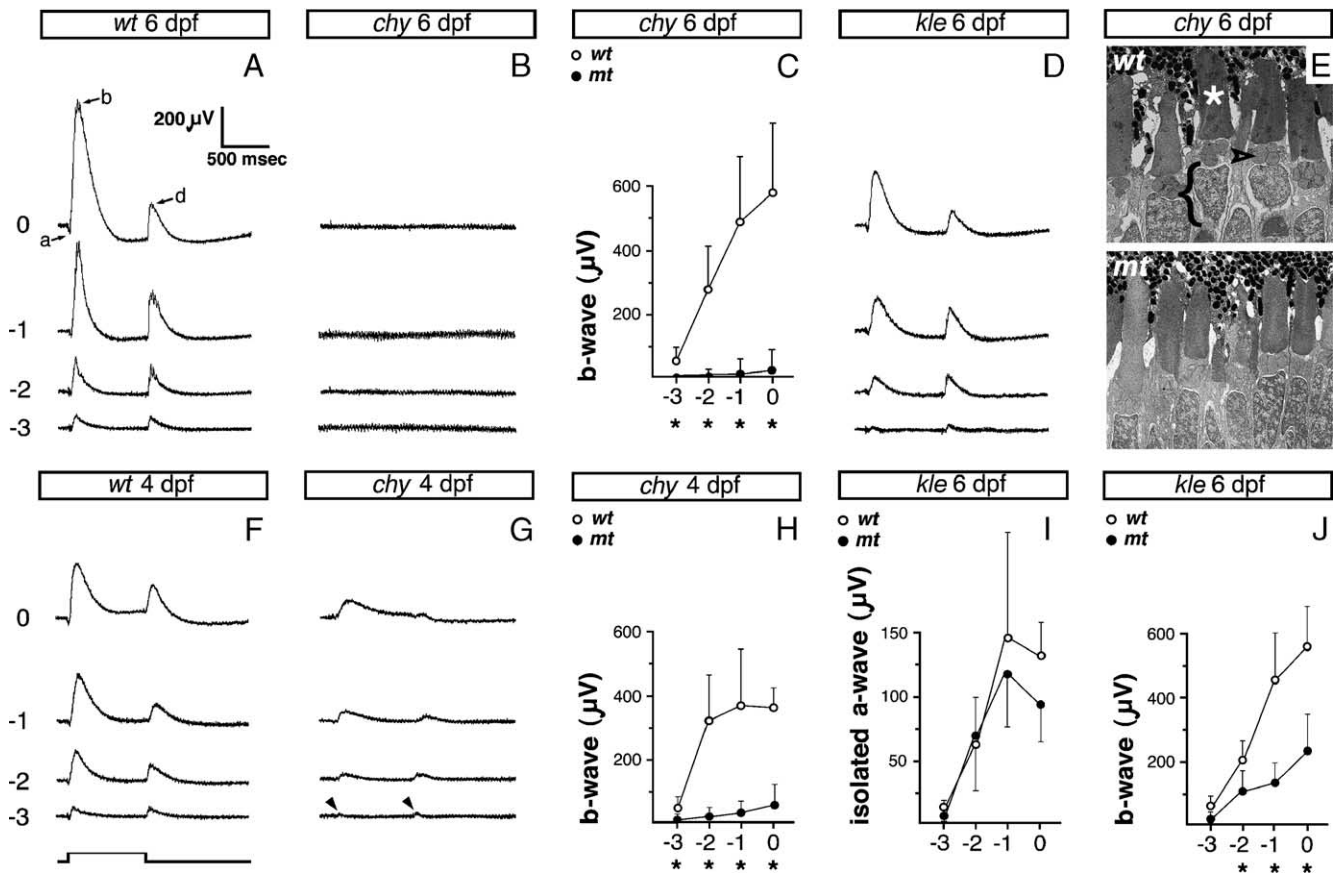 wt 6 dpf
A
b
200 µV
500 msec
d
a
0
-1
-2
-3
chy 6 dpf
B
chy 6 dpf
wt
mt
C
b-wave (µV)
600
400
200
-3 -2 -1 0
* * * *
kle 6 dpf
D
chy 6 dpf
wt
E
*
mt
wt 4 dpf
F
0
-1
-2
-3
chy 4 dpf
G
chy 4 dpf
wt
mt
H
b-wave (µV)
600
400
200
-3 -2 -1 0
* * * *
kle 6 dpf
wt
mt
I
isolated a-wave (µV)
150
100
50
-3 -2 -1 0
kle 6 dpf
wt
mt
J
b-wave (µV)
600
400
200
-3 -2 -1 0
* * *